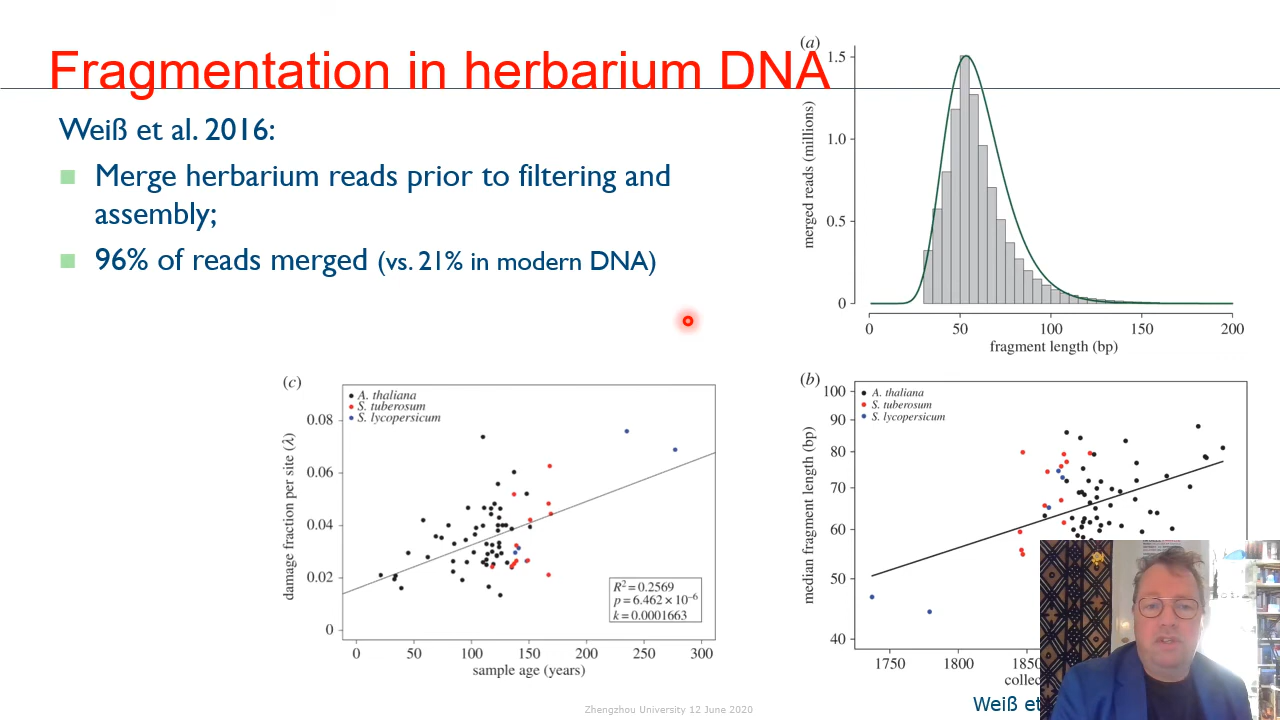 Fragmentation in herbarium DNA
Weiß et al. 2016:
Merge herbarium reads prior to filtering and
assembly;
96% of reads merged (vs. 21% in modern DNA)
(a)
merged reads (millions)
1.5
1.0
0.5
0
0 50 100 150 200
fragment length (bp)
(c)
A. thaliana
S. tuberosum
S. lycopersicum
damage fraction per site (λ)
0.08
0.06
0.04
0.02
0
R² = 0.2569
p = 6.462 × 10⁻⁶
k = 0.0001663
0 50 100 150 200 250 300
sample age (years)
(b)
A. thaliana
S. tuberosum
S. lycopersicum
median fragment length (bp)
100
90
80
70
60
50
40
1750 1800 1850
collec
Weiß et
Zhengzhou University 12 June 2020